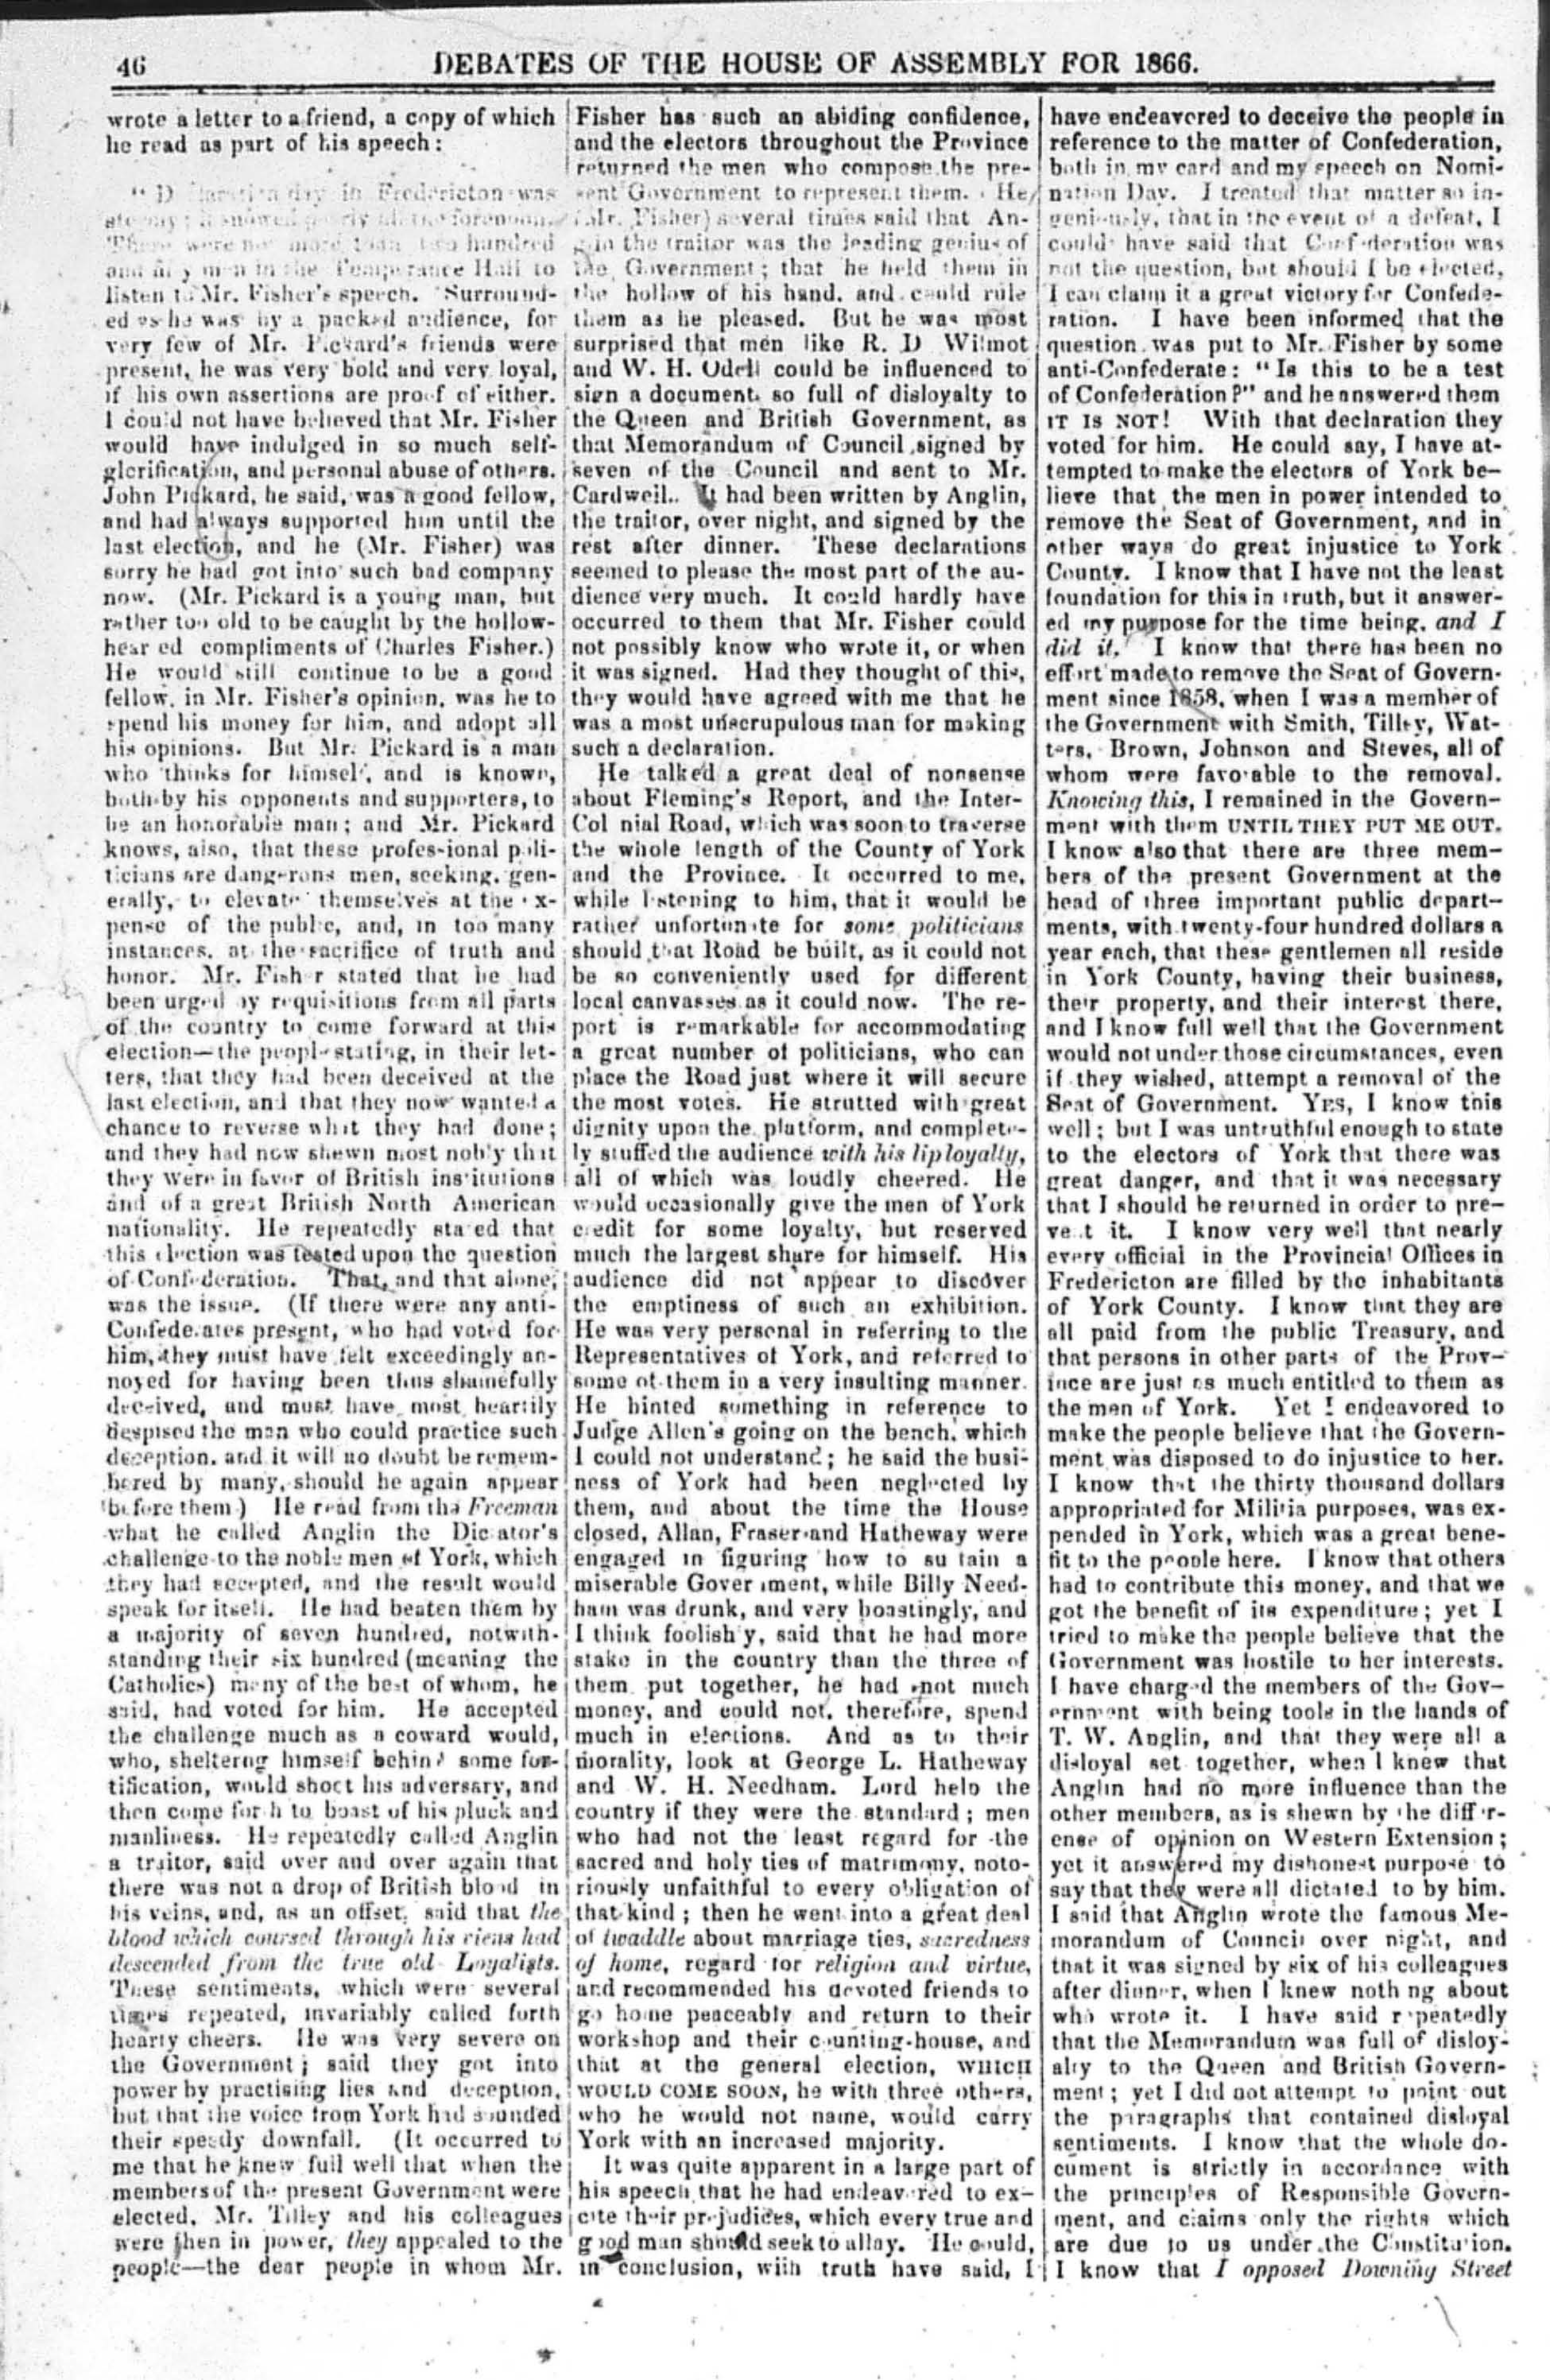 46
DEBATES OF THE HOUSE OF ASSEMBLY FOR 1866.
wrote a letter to a friend, a copy of which
he read as part of his speech:
day in Fredericton was
the forenoon.
There were not more than two hundred
and men in the Temperance Hall to
listen to Mr. Fisher's speech. Surround-
ed as he was by a packed audience, for
very few of Mr. Pickard's friends were
present, he was very bold and very loyal,
if his own assertions are proof of either.
I could not have believed that Mr. Fisher
would have indulged in so much self-
glorification, and personal abuse of others.
John Pickard, he said, was a good fellow,
and had always supported him until the
last election, and he (Mr. Fisher) was
sorry he had got into such bad company
now. (Mr. Pickard is a young man, but
rather too old to be caught by the hollow-
hearted compliments of Charles Fisher.)
He would still continue to be a good
fellow, in Mr. Fisher's opinion, was he to
spend his money for him, and adopt all
his opinions. But Mr. Pickard is a man
who thinks for himself, and is known,
both by his opponents and supporters, to
be an honorable man; and Mr. Pickard
knows, also, that these professional poli-
ticians are dangerous men, seeking, gen-
erally, to elevate themselves at the ex-
pense of the public, and, in too many
instances, at the sacrifice of truth and
honor. Mr. Fisher stated that he had
been urged by requisitions from all parts
of the country to come forward at this
election—the people stating, in their let-
ters, that they had been deceived at the
last election, and that they now wanted a
chance to reverse what they had done;
and they had now shewn most nobly that
they were in favor of British institutions
and of a great British North American
nationality. He repeatedly stated that
this election was tested upon the question
of Confederation. That, and that alone,
was the issue. (If there were any anti-
Confederates present, who had voted for
him, they must have felt exceedingly an-
noyed for having been thus shamefully
deceived, and must have most heartily
despised the man who could practice such
deception, and it will no doubt be remem-
bered by many, should he again appear
before them.) He read from the Freeman
what he called Anglin the Dictator's
challenge to the noble men of York, which
they had accepted, and the result would
speak for itself. He had beaten them by
a majority of seven hundred, notwith-
standing their six hundred (meaning the
Catholics) many of the best of whom, he
said, had voted for him. He accepted
the challenge much as a coward would,
who, sheltering himself behind some for-
tification, would shoot his adversary, and
then come forth to boast of his pluck and
manliness. He repeatedly called Anglin
a traitor, said over and over again that
there was not a drop of British blood in
his veins, and, as an offset, said that the
blood which coursed through his viens had
descended from the true old Loyalists.
These sentiments, which were several
times repeated, invariably called forth
hearty cheers. He was very severe on
the Government; said they got into
power by practising lies and deception,
but that the voice from York had sounded
their speedy downfall. (It occurred to
me that he knew full well that when the
members of the present Government were
elected, Mr. Tilley and his colleagues
were then in power, they appealed to the
people—the dear people in whom Mr.
Fisher has such an abiding confidence,
and the electors throughout the Province
returned the men who compose the pre-
sent Government to represent them. He
(Mr. Fisher) several times said that An-
glin the traitor was the leading genius of
the Government; that he held them in
the hollow of his hand, and could rule
them as he pleased. But he was most
surprised that men like R. D Wilmot
and W. H. Odell could be influenced to
sign a document so full of disloyalty to
the Queen and British Government, as
that Memorandum of Council signed by
seven of the Council and sent to Mr.
Cardwell. It had been written by Anglin,
the traitor, over night, and signed by the
rest after dinner. These declarations
seemed to please the most part of the au-
dience very much. It could hardly have
occurred to them that Mr. Fisher could
not possibly know who wrote it, or when
it was signed. Had they thought of this,
they would have agreed with me that he
was a most unscrupulous man for making
such a declaration.
He talked a great deal of nonsense
about Fleming's Report, and the Inter-
Colonial Road, which was soon to traverse
the whole length of the County of York
and the Province. It occurred to me,
while listening to him, that it would be
rather unfortunate for some politicians
should that Road be built, as it could not
be so conveniently used for different
local canvasses as it could now. The re-
port is remarkable for accommodating
a great number of politicians, who can
place the Road just where it will secure
the most votes. He strutted with great
dignity upon the platform, and complete-
ly stuffed the audience with his lip loyalty,
all of which was loudly cheered. He
would occasionally give the men of York
credit for some loyalty, but reserved
much the largest share for himself. His
audience did not appear to discover
the emptiness of such an exhibition.
He was very personal in referring to the
Representatives of York, and referred to
some of them in a very insulting manner.
He hinted something in reference to
Judge Allen's going on the bench, which
I could not understand; he said the busi-
ness of York had been neglected by
them, and about the time the House
closed, Allan, Fraser and Hatheway were
engaged in figuring how to sustain a
miserable Government, while Billy Need-
ham was drunk, and very boastingly, and
I think foolishly, said that he had more
stake in the country than the three of
them put together, he had not much
money, and could not, therefore, spend
much in elections. And as to their
morality, look at George L. Hatheway
and W. H. Needham. Lord help the
country if they were the standard; men
who had not the least regard for the
sacred and holy ties of matrimony, noto-
riously unfaithful to every obligation of
that kind; then he went into a great deal
of twaddle about marriage ties, sacredness
of home, regard for religion and virtue,
and recommended his devoted friends to
go home peaceably and return to their
workshop and their counting-house, and
that at the general election, WHICH
WOULD COME SOON, he with three others,
who he would not name, would carry
York with an increased majority.
It was quite apparent in a large part of
his speech that he had endeavored to ex-
cite their prejudices, which every true and
good man should seek to allay. He could,
in conclusion, with truth have said, I
have endeavored to deceive the people in
reference to the matter of Confederation,
both in my card and my speech on Nomi-
nation Day. I treated that matter so in-
geniously, that in the event of a defeat, I
could have said that Confederation was
not the question, but should I be elected,
I can claim it a great victory for Confede-
ration. I have been informed that the
question was put to Mr. Fisher by some
anti-Confederate: "Is this to be a test
of Confederation?" and he answered them
IT IS NOT! With that declaration they
voted for him. He could say, I have at-
tempted to make the electors of York be-
lieve that the men in power intended to
remove the Seat of Government, and in
other ways do great injustice to York
County. I know that I have not the least
foundation for this in truth, but it answer-
ed my purpose for the time being, and I
did it. I know that there has been no
effort made to remove the Seat of Govern-
ment since 1858, when I was a member of
the Government with Smith, Tilley, Wat-
ters, Brown, Johnson and Steves, all of
whom were favorable to the removal.
Knowing this, I remained in the Govern-
ment with them UNTIL THEY PUT ME OUT.
I know also that there are three mem-
bers of the present Government at the
head of three important public depart-
ments, with twenty-four hundred dollars a
year each, that these gentlemen all reside
in York County, having their business,
their property, and their interest there,
and I know full well that the Government
would not under those circumstances, even
if they wished, attempt a removal of the
Seat of Government. YES, I know this
well; but I was untruthful enough to state
to the electors of York that there was
great danger, and that it was necessary
that I should be returned in order to pre-
vent it. I know very well that nearly
every official in the Provincial Offices in
Fredericton are filled by the inhabitants
of York County. I know that they are
all paid from the public Treasury, and
that persons in other parts of the Prov-
ince are just as much entitled to them as
the men of York. Yet I endeavored to
make the people believe that the Govern-
ment was disposed to do injustice to her.
I know that the thirty thousand dollars
appropriated for Militia purposes, was ex-
pended in York, which was a great bene-
fit to the people here. I know that others
had to contribute this money, and that we
got the benefit of its expenditure; yet I
tried to make the people believe that the
Government was hostile to her interests.
I have charged the members of the Gov-
ernment with being tools in the hands of
T. W. Anglin, and that they were all a
disloyal set together, when I knew that
Anglin had no more influence than the
other members, as is shewn by the differ-
ense of opinion on Western Extension;
yet it answered my dishonest purpose to
say that they were all dictated to by him.
I said that Anglin wrote the famous Me-
morandum of Council over night, and
that it was signed by six of his colleagues
after dinner, when I knew nothing about
who wrote it. I have said repeatedly
that the Memorandum was full of disloy-
alty to the Queen and British Govern-
ment; yet I did not attempt to point out
the paragraphs that contained disloyal
sentiments. I know that the whole do-
cument is strictly in accordance with
the principles of Responsible Govern-
ment, and claims only the rights which
are due to us under the Constitution.
I know that I opposed Downing Street